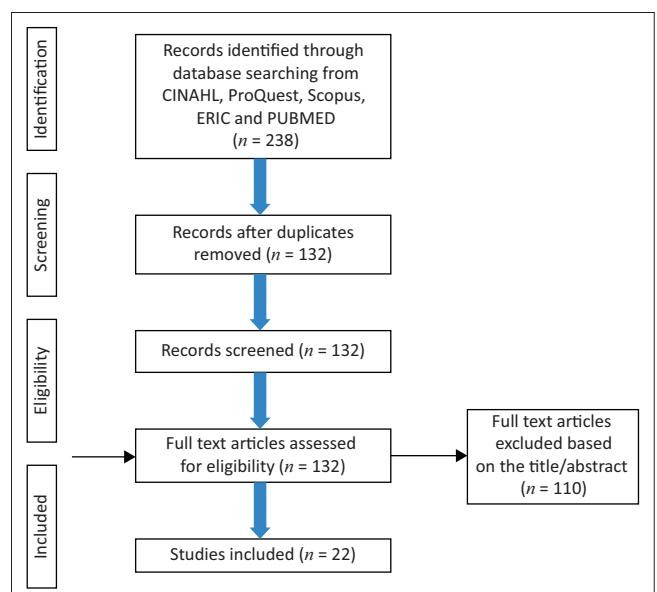 Identification
Records identified through
database searching from
CINAHL, ProQuest, Scopus,
ERIC and PUBMED
(n = 238)
Screening
Records after duplicates
removed (n = 132)
Eligibility
Records screened (n = 132)
Full text articles assessed
for eligibility (n = 132)
Full text articles
excluded based
on the title/abstract
(n = 110)
Included
Studies included (n = 22)